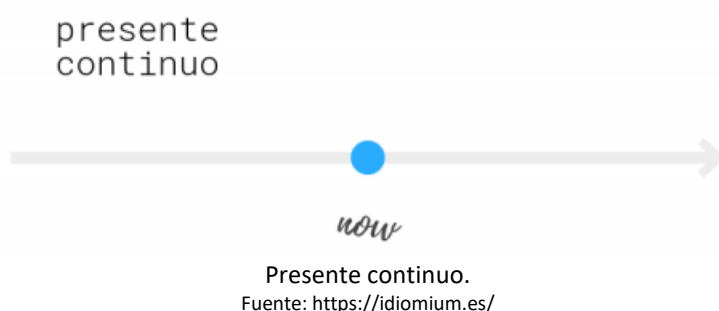 presente
continuo
now
Presente continuo.
Fuente: https://idiomium.es/